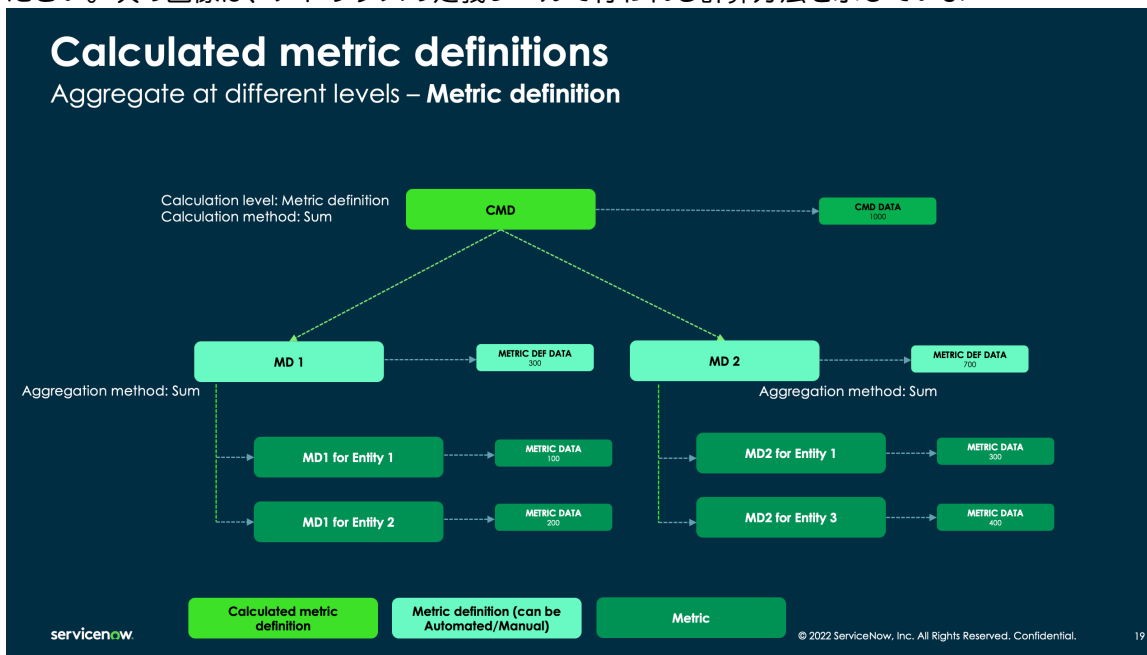 Calculated metric definitions
Aggregate at different levels – Metric definition
Calculation level: Metric definition
Calculation method: Sum
CMD
CMD DATA
1000
MD 1
METRIC DEF DATA
300
MD 2
METRIC DEF DATA
700
Aggregation method: Sum
Aggregation method: Sum
MD1 for Entity 1
METRIC DATA
100
MD2 for Entity 1
METRIC DATA
300
MD1 for Entity 2
METRIC DATA
200
MD2 for Entity 3
METRIC DATA
400
Calculated metric
definition
Metric definition (can be
Automated/Manual)
Metric
servicenow.
© 2022 ServiceNow, Inc. All Rights Reserved. Confidential.
19